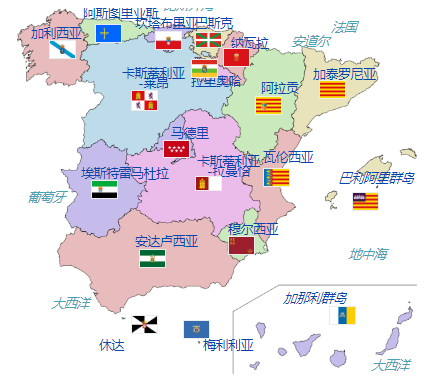 阿斯图里亚斯
坎塔布里亚
巴斯克
法国
加利西亚
纳瓦拉
安道尔
卡斯蒂利亚
-莱昂
拉里奥哈
阿拉贡
加泰罗尼亚
马德里
卡斯蒂利亚
-拉曼恰
瓦伦西亚
埃斯特雷马杜拉
巴利阿里群岛
葡萄牙
穆尔西亚
安达卢西亚
地中海
大西洋
加那利群岛
休达
梅利利亚
大西洋